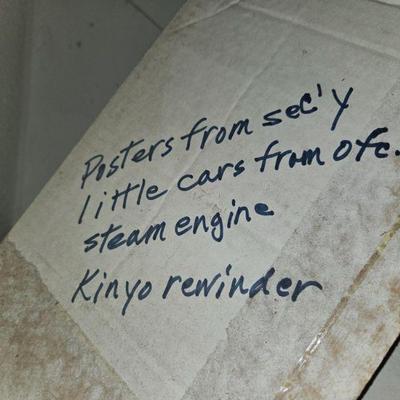 Posters from sec'y
little cars from ofc.
steam engine
Kinyo rewinder